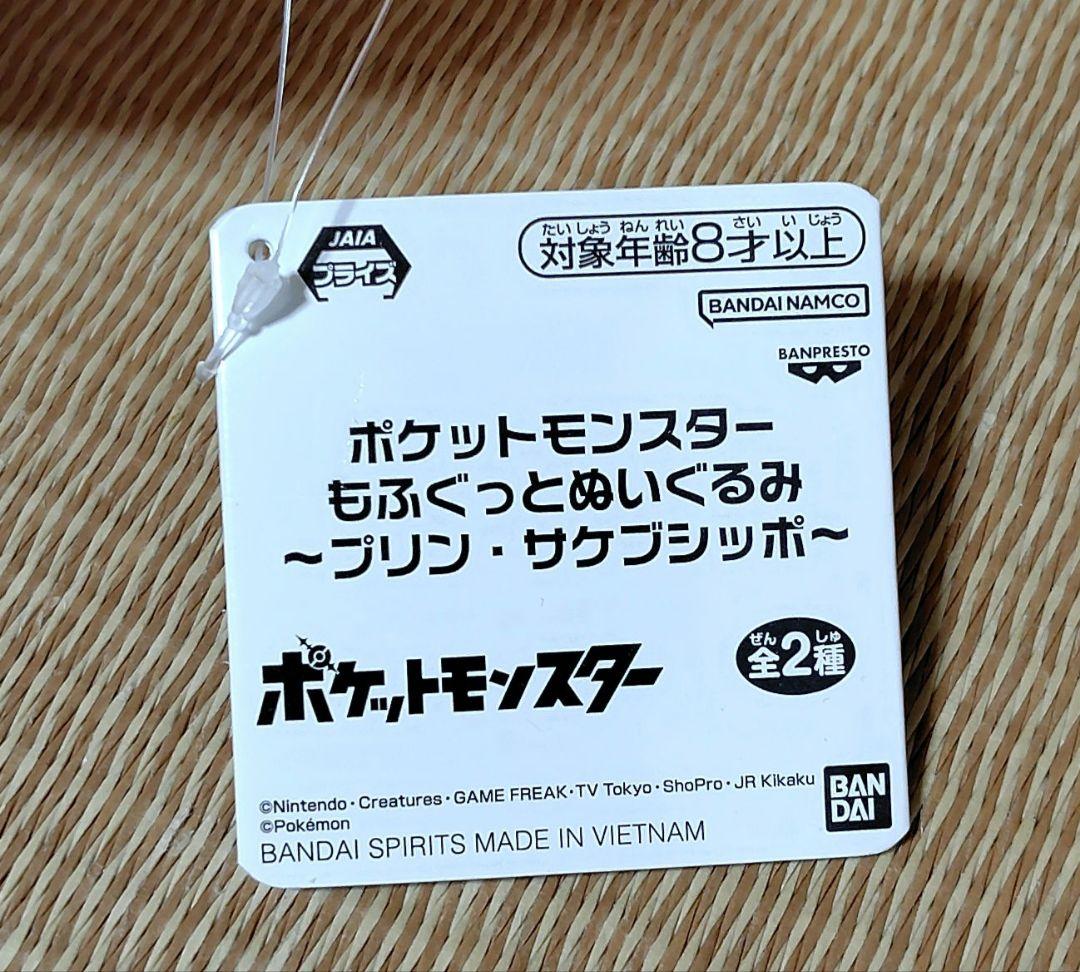 JAIA
プライズ
たいしょう ねんれい さい いじょう
対象年齢8才以上
BANDAI NAMCO
BANPRESTO
ポケットモンスター
もふぐっとぬいぐるみ
～プリン・サケブシッポ～
ポケットモンスター
ぜん しゅ
全2種
©Nintendo・Creatures・GAME FREAK・TV Tokyo・ShoPro・JR Kikaku
©Pokémon
BANDAI SPIRITS MADE IN VIETNAM
BAN
DAI